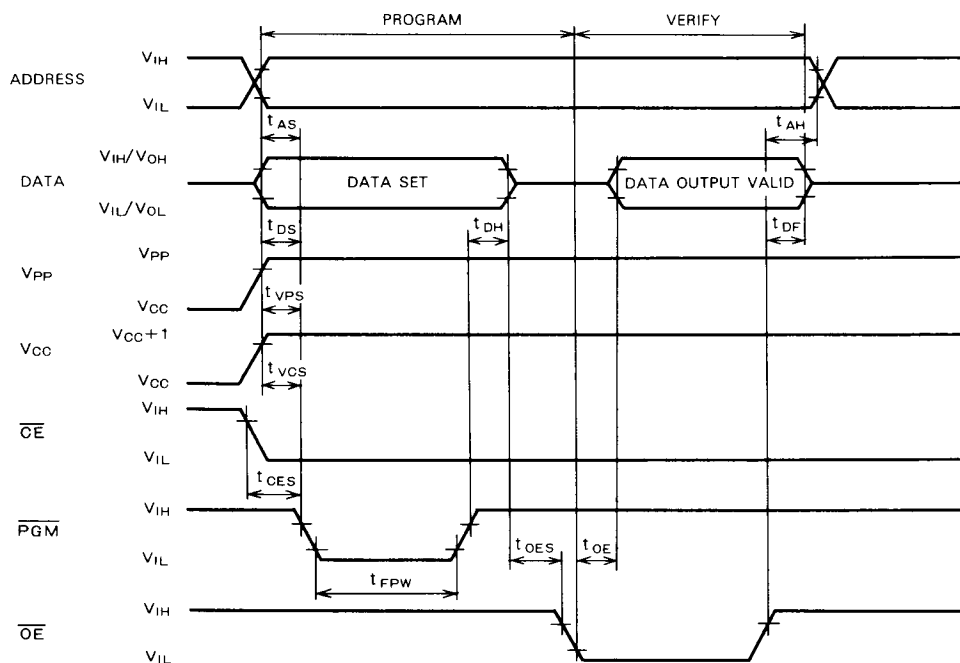 PROGRAM VERIFY
ADDRESS VIH
VIL
tAS tAH
DATA VIH/VOH
DATA SET DATA OUTPUT VALID
VIL/VOL
tDS tDH tDF
VPP VPP
VCC
tVPS
VCC VCC+1
VCC
tVCS
CE VIH
VIL
tCES
PGM VIH
VIL
tOES tOE
tFPW
OE VIH
VIL